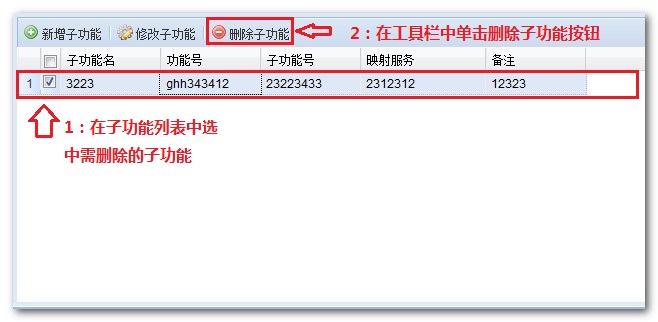 新增子功能 修改子功能 删除子功能 2：在工具栏中单击删除子功能按钮
子功能名 功能号 子功能号 映射服务 备注
1 3223 ghh343412 23223433 2312312 12323
1：在子功能列表中选
中需删除的子功能